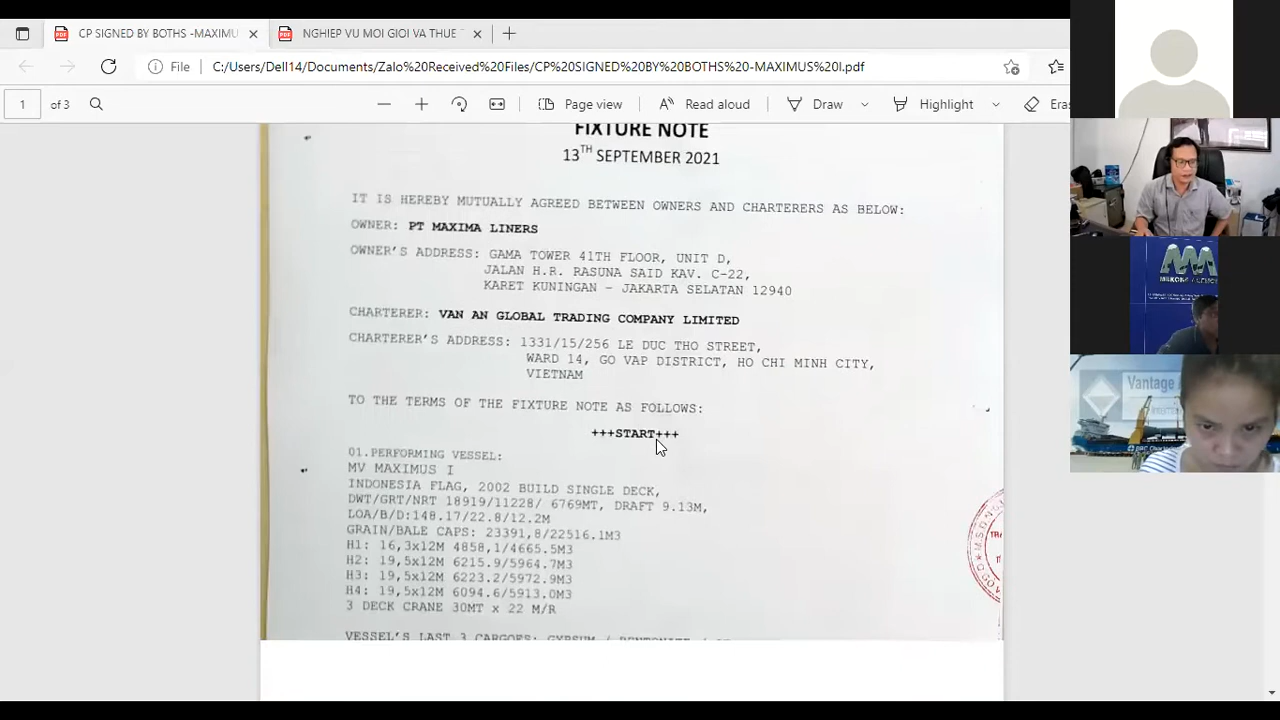 CP SIGNED BY BOTHS -MAXIMU
NGHIEP VU MOI GIOI VA THUE T
File
C:/Users/Dell14/Documents/Zalo%20Received%20Files/CP%20SIGNED%20BY%20BOTHS%20-MAXIMUS%20I.pdf
1 of 3
Page view
Read aloud
Draw
Highlight
Eras
FIXTURE NOTE
13TH SEPTEMBER 2021
IT IS HEREBY MUTUALLY AGREED BETWEEN OWNERS AND CHARTERERS AS BELOW:
OWNER: PT MAXIMA LINERS
OWNER'S ADDRESS: GAMA TOWER 41TH FLOOR, UNIT D,
JALAN H.R. RASUNA SAID KAV. C-22,
KARET KUNINGAN - JAKARTA SELATAN 12940
CHARTERER: VAN AN GLOBAL TRADING COMPANY LIMITED
CHARTERER'S ADDRESS: 1331/15/256 LE DUC THO STREET,
WARD 14, GO VAP DISTRICT, HO CHI MINH CITY,
VIETNAM
TO THE TERMS OF THE FIXTURE NOTE AS FOLLOWS:
+++START+++
01.PERFORMING VESSEL:
MV MAXIMUS I
INDONESIA FLAG, 2002 BUILD SINGLE DECK,
DWT/GRT/NRT 18919/11228/ 6769MT, DRAFT 9.13M,
LOA/B/D:148.17/22.8/12.2M
GRAIN/BALE CAPS: 23391,8/22516.1M3
H1: 16,3x12M 4858,1/4665.5M3
H2: 19,5x12M 6215.9/5964.7M3
H3: 19,5x12M 6223.2/5972.9M3
H4: 19,5x12M 6094.6/5913.0M3
3 DECK CRANE 30MT x 22 M/R
VESSEL'S LAST 3 CARGOES: GYPSUM / BENTONITE /
Vantage